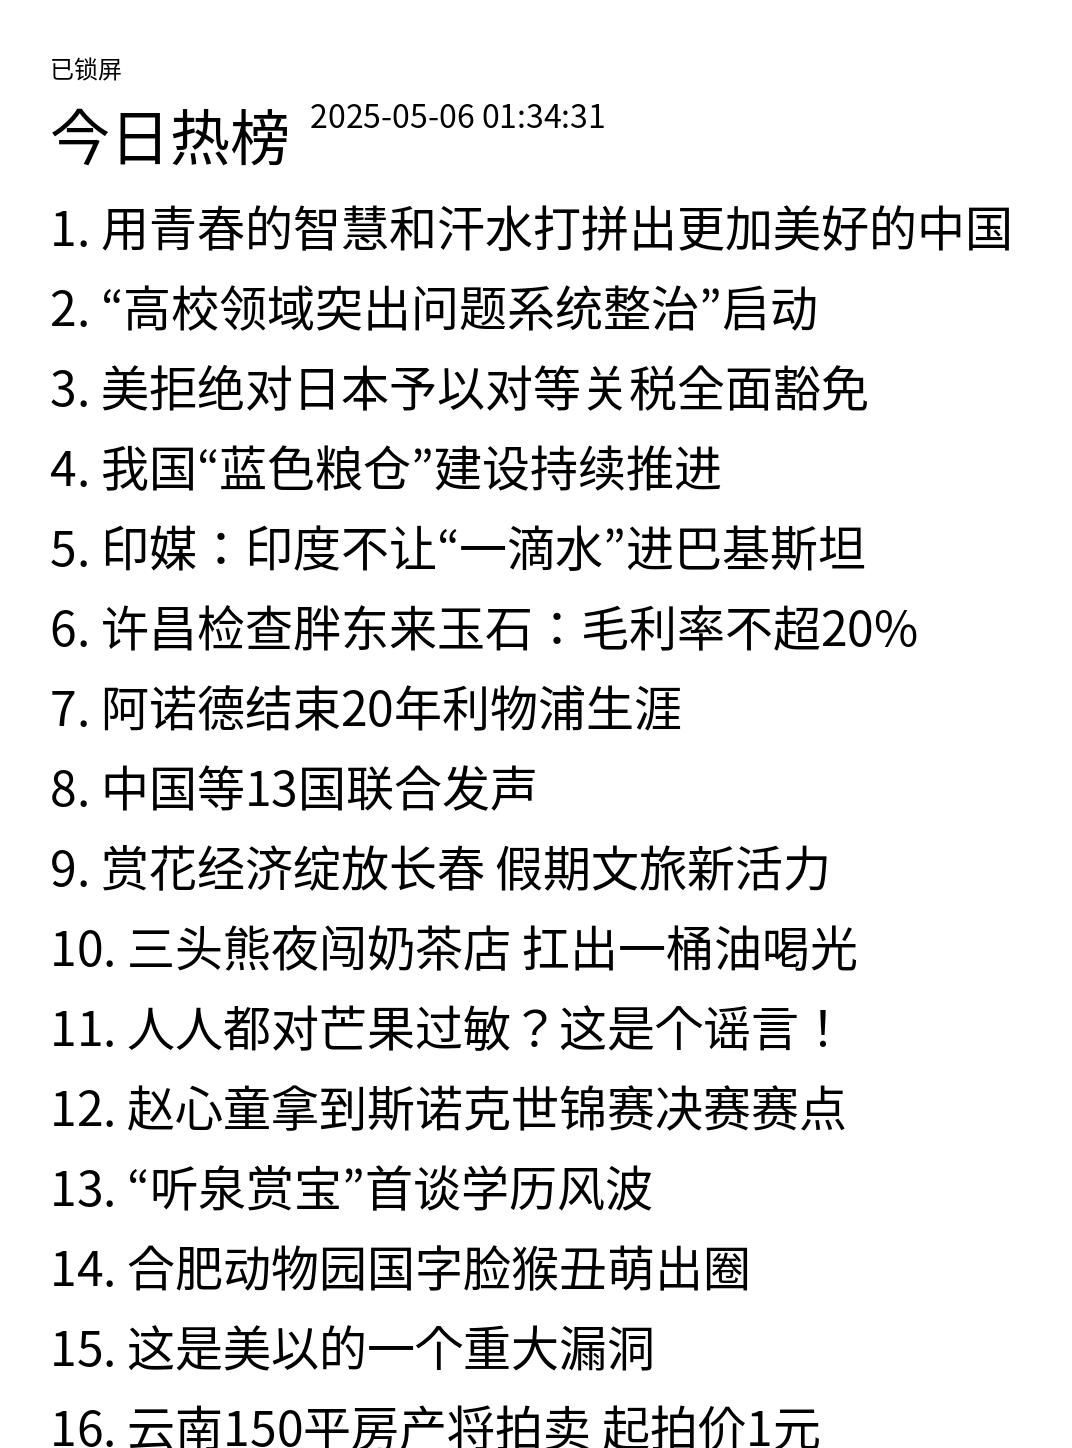 已锁屏
今日热榜 2025-05-06 01:34:31
1. 用青春的智慧和汗水打拼出更加美好的中国
2. “高校领域突出问题系统整治”启动
3. 美拒绝对日本予以对等关税全面豁免
4. 我国“蓝色粮仓”建设持续推进
5. 印媒：印度不让“一滴水”进巴基斯坦
6. 许昌检查胖东来玉石：毛利率不超20%
7. 阿诺德结束20年利物浦生涯
8. 中国等13国联合发声
9. 赏花经济绽放长春 假期文旅新活力
10. 三头熊夜闯奶茶店 扛出一桶油喝光
11. 人人都对芒果过敏？这是个谣言！
12. 赵心童拿到斯诺克世锦赛决赛赛点
13. “听泉赏宝”首谈学历风波
14. 合肥动物园国字脸猴丑萌出圈
15. 这是美以的一个重大漏洞
16. 云南150平房产将拍卖 起拍价1元